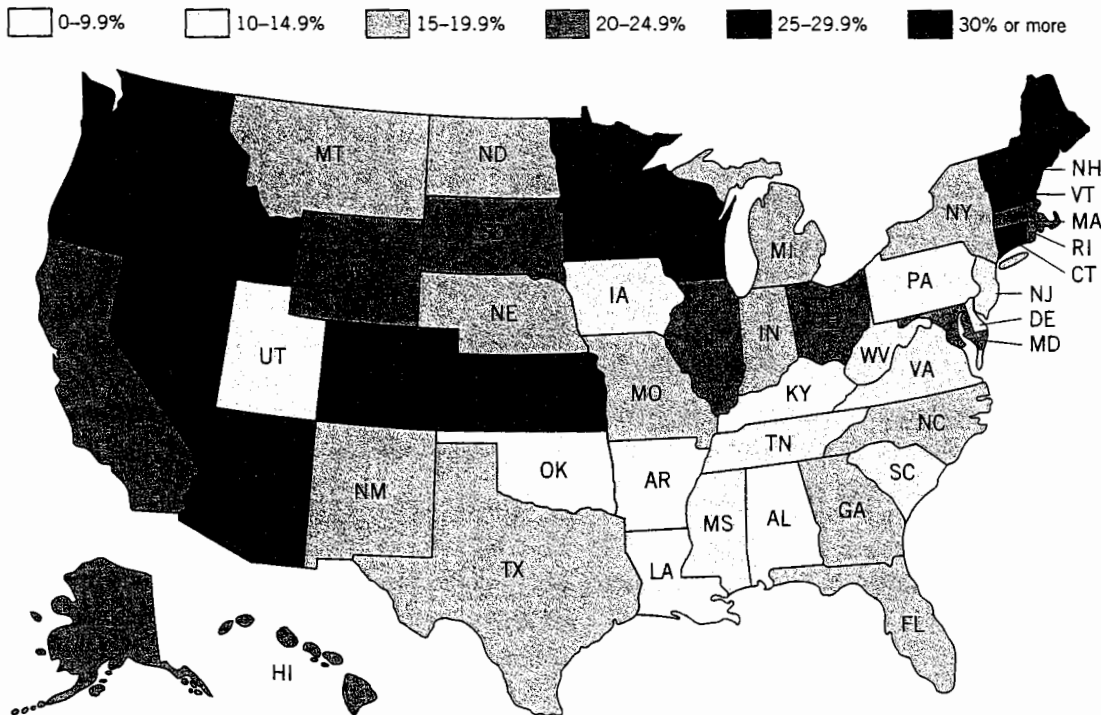 0–9.9%
10–14.9%
15–19.9%
20–24.9%
25–29.9%
30% or more
MT
ND
NH
VT
NY
MA
MI
RI
CT
PA
IA
NJ
NE
DE
IN
UT
MD
WV
VA
MO
KY
NC
TN
OK
AR
SC
NM
MS
AL
GA
TX
LA
FL
HI